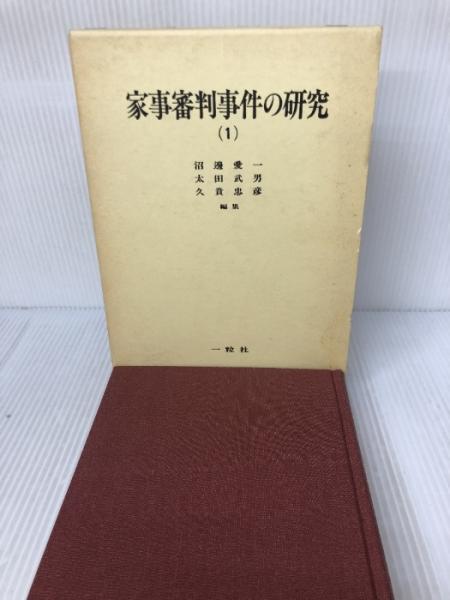 家事審判事件の研究
(1)
沼邊愛一
太田武男
久貴忠彦
編集
一粒社